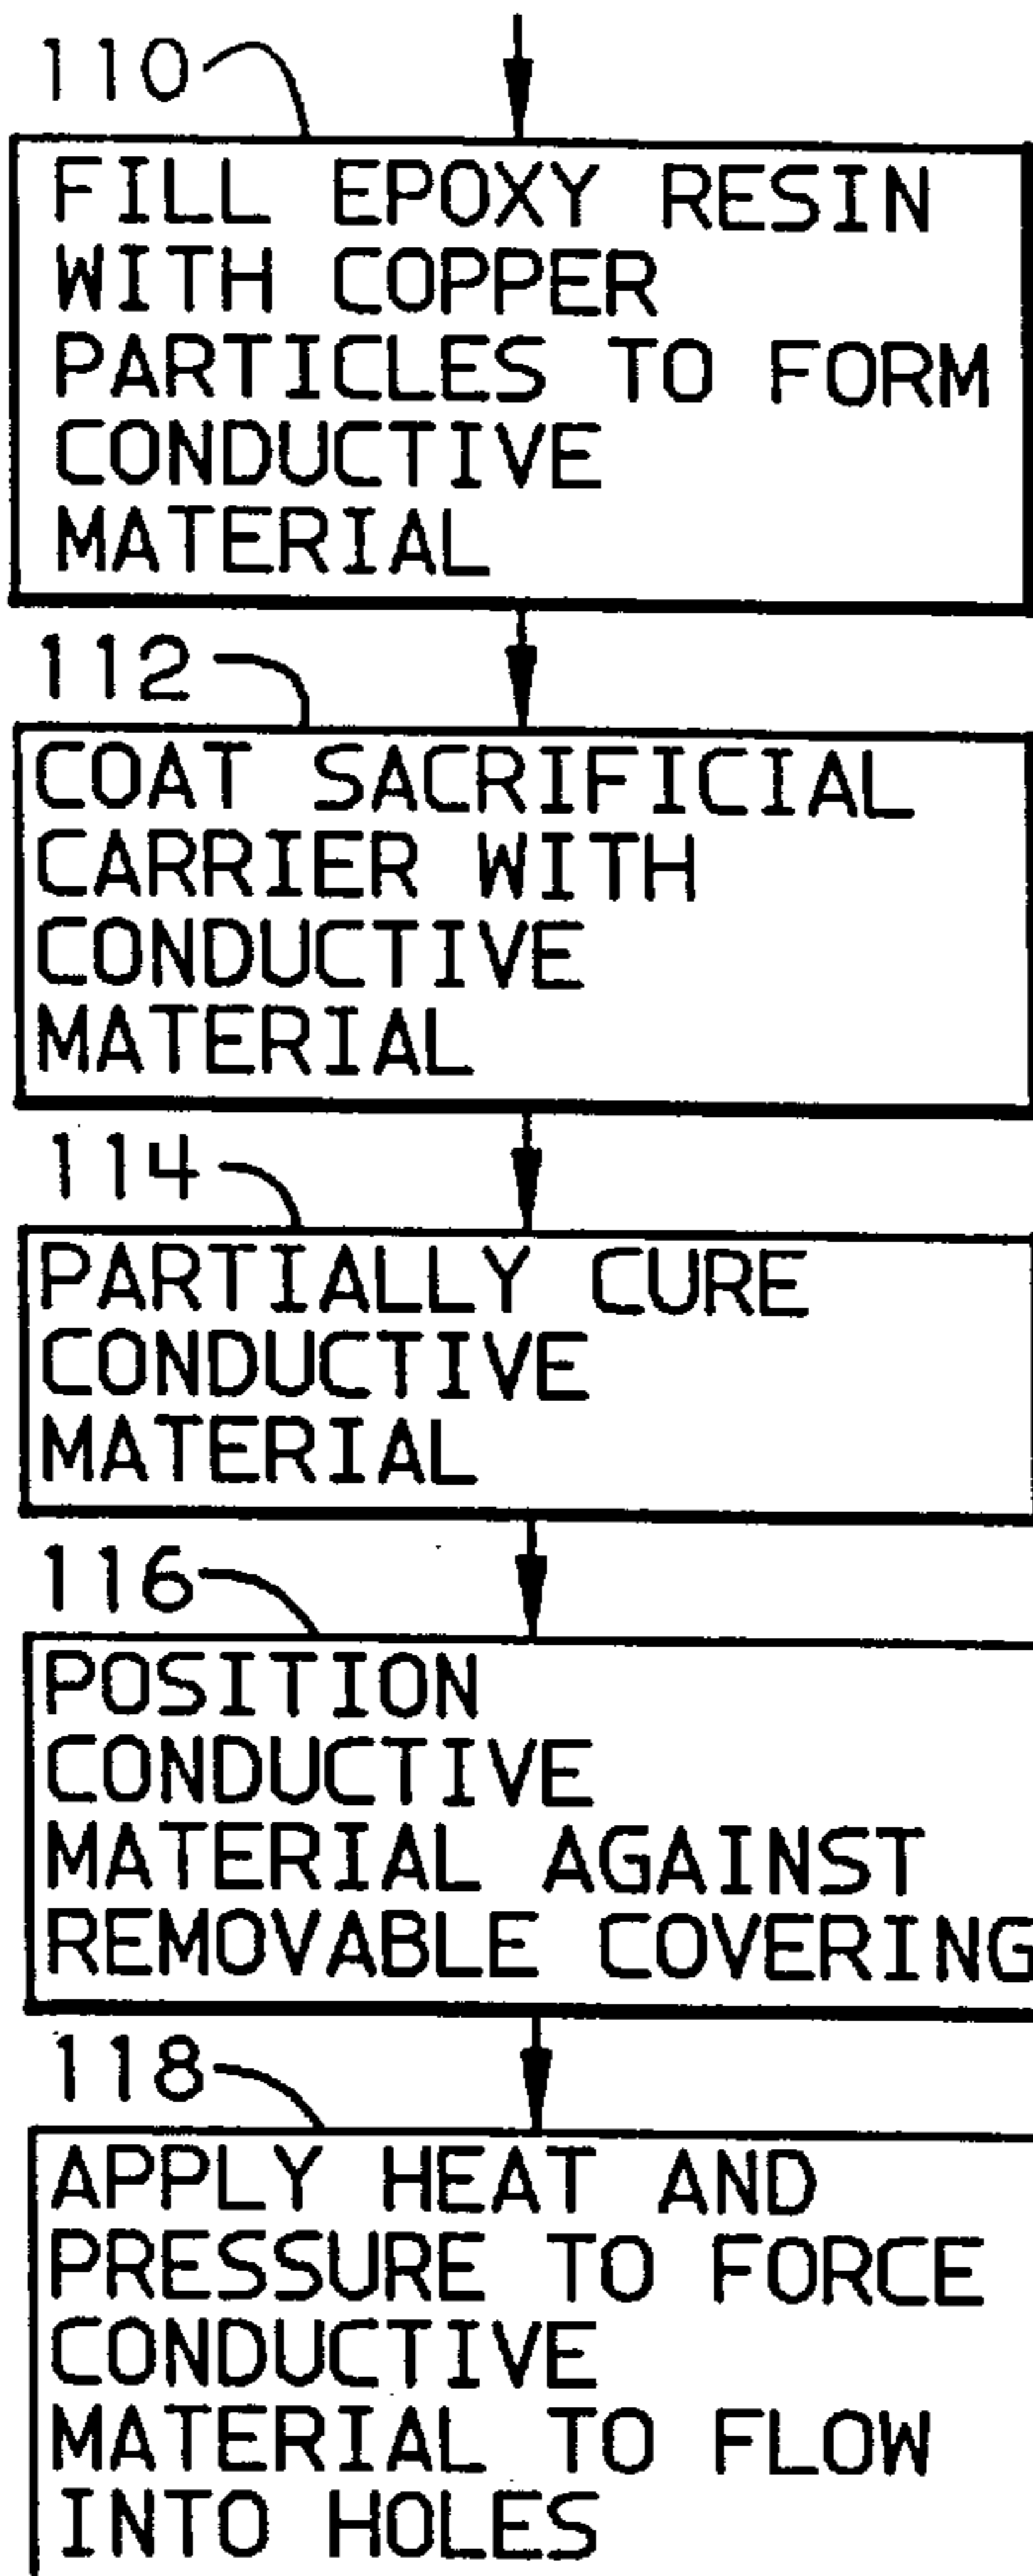 110
FILL EPOXY RESIN
WITH COPPER
PARTICLES TO FORM
CONDUCTIVE
MATERIAL
112
COAT SACRIFICIAL
CARRIER WITH
CONDUCTIVE
MATERIAL
114
PARTIALLY CURE
CONDUCTIVE
MATERIAL
116
POSITION
CONDUCTIVE
MATERIAL AGAINST
REMOVABLE COVERING
118
APPLY HEAT AND
PRESSURE TO FORCE
CONDUCTIVE
MATERIAL TO FLOW
INTO HOLES